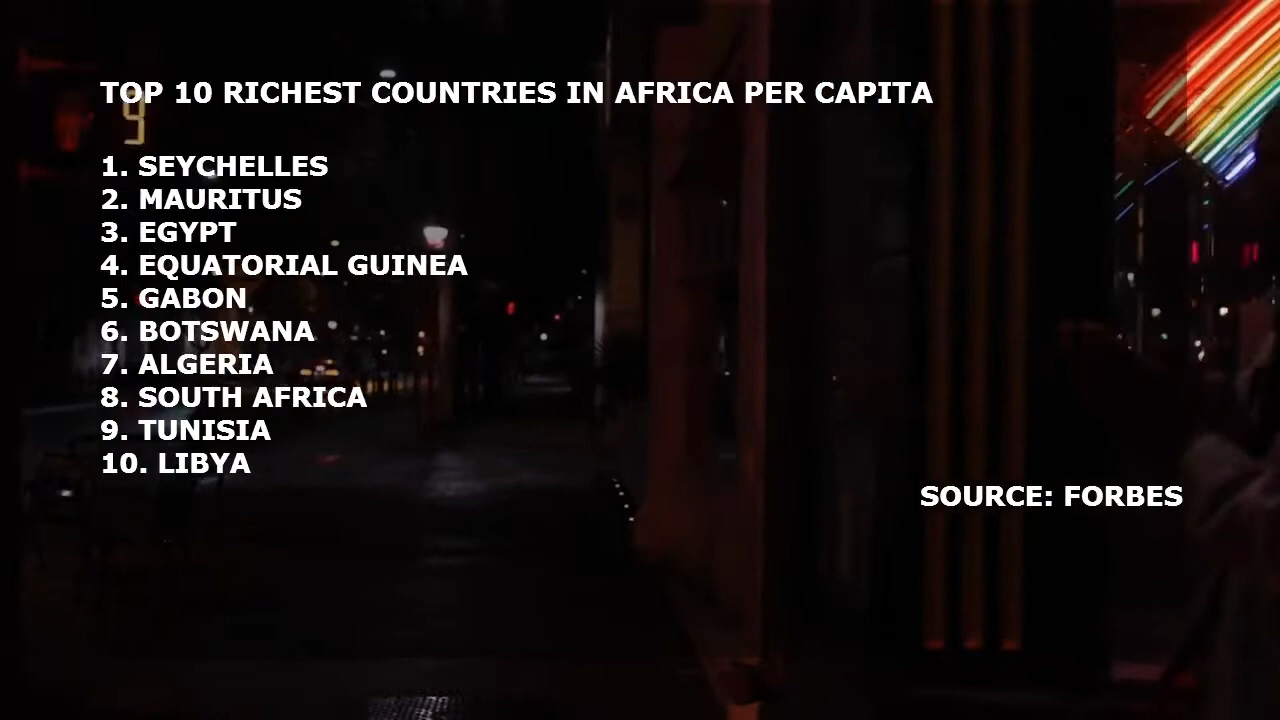 TOP 10 RICHEST COUNTRIES IN AFRICA PER CAPITA
9
1. SEYCHELLES
2. MAURITUS
3. EGYPT
4. EQUATORIAL GUINEA
5. GABON
6. BOTSWANA
7. ALGERIA
8. SOUTH AFRICA
9. TUNISIA
10. LIBYA
SOURCE: FORBES